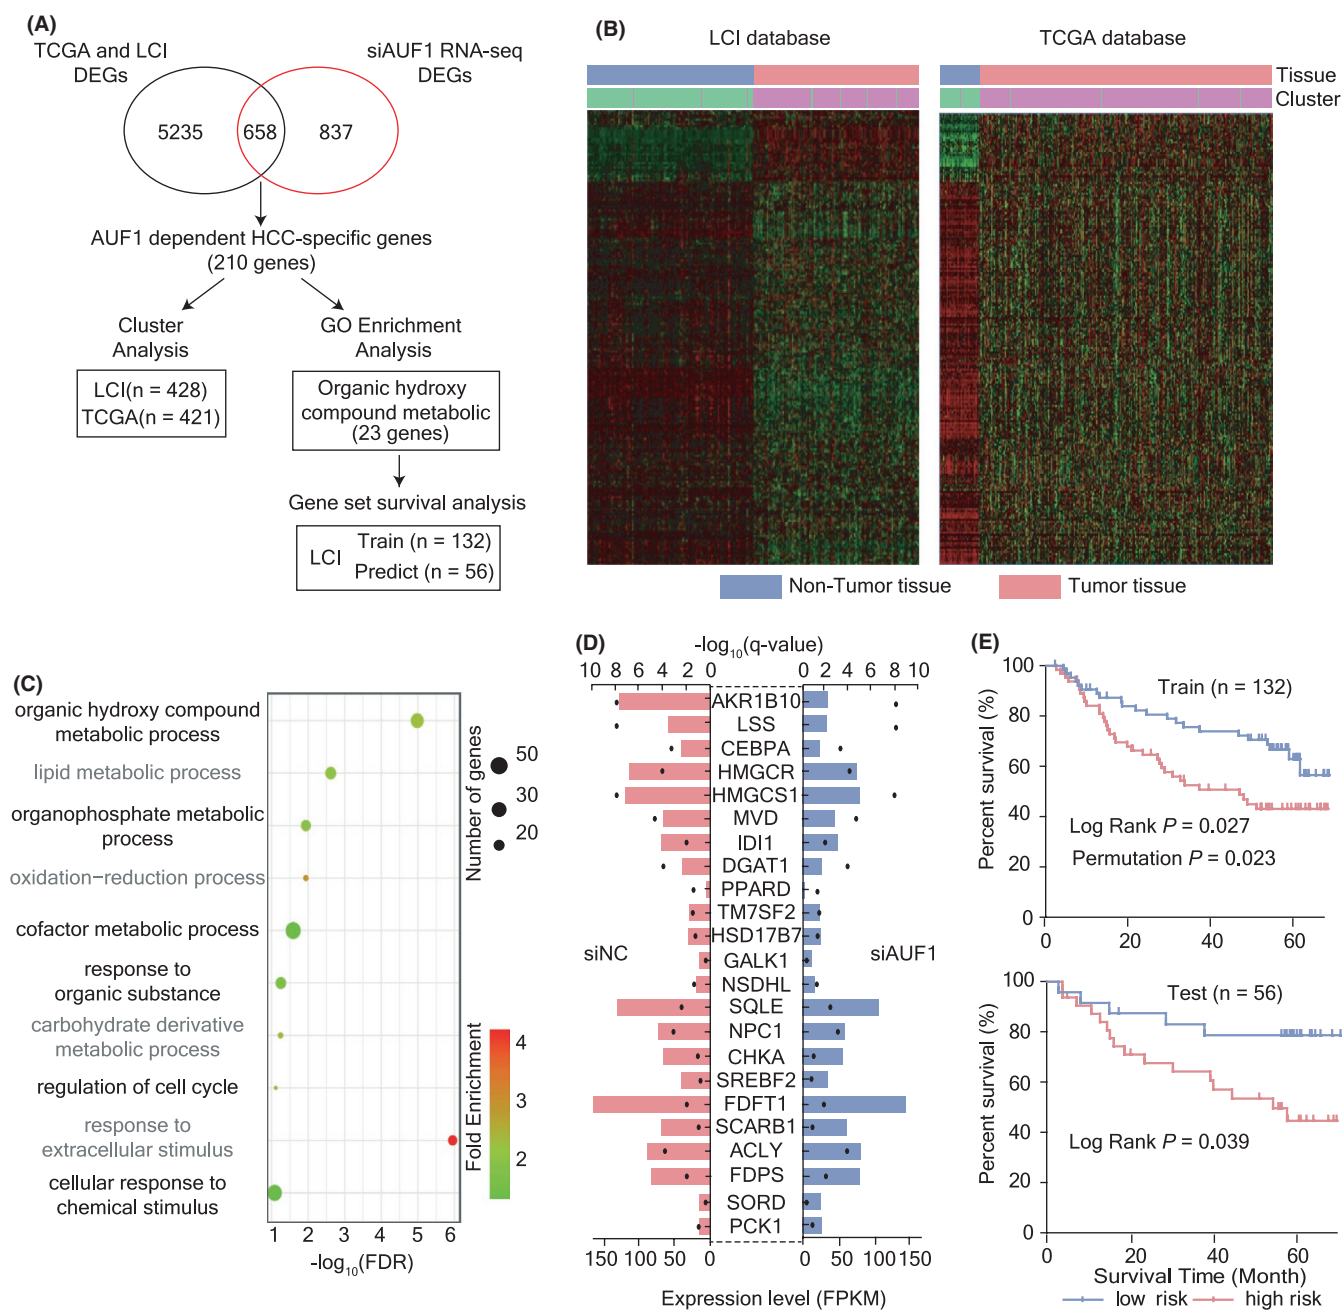 (A)
TCGA and LCI
DEGs
siAUF1 RNA-seq
DEGs
5235
658
837
AUF1 dependent HCC-specific genes
(210 genes)
Cluster
Analysis
GO Enrichment
Analysis
LCI(n = 428)
TCGA(n = 421)
Organic hydroxy
compound metabolic
(23 genes)
Gene set survival analysis
LCI
Train (n = 132)
Predict (n = 56)
(B)
LCI database
TCGA database
Tissue
Cluster
Non-Tumor tissue
Tumor tissue
(C)
organic hydroxy compound
metabolic process
lipid metabolic process
organophosphate metabolic
process
oxidation−reduction process
cofactor metabolic process
response to
organic substance
carbohydrate derivative
metabolic process
regulation of cell cycle
response to
extracellular stimulus
cellular response to
chemical stimulus
1 2 3 4 5 6
-log10(FDR)
Number of genes
50
30
20
Fold Enrichment
4
3
2
(D)
-log10(q-value)
10 8 6 4 2 0
0 2 4 6 8 10
AKR1B10
LSS
CEBPA
HMGCR
HMGCS1
MVD
IDI1
DGAT1
PPARD
TM7SF2
HSD17B7
GALK1
NSDHL
SQLE
NPC1
CHKA
SREBF2
FDFT1
SCARB1
ACLY
FDPS
SORD
PCK1
siNC
siAUF1
150 100 50 0
0 50 100 150
Expression level (FPKM)
(E)
Percent survival (%)
100
80
60
40
20
0
Train (n = 132)
Log Rank P = 0.027
Permutation P = 0.023
0 20 40 60
Percent survival (%)
100
80
60
40
20
0
Test (n = 56)
Log Rank P = 0.039
0 20 40 60
Survival Time (Month)
low risk
high risk